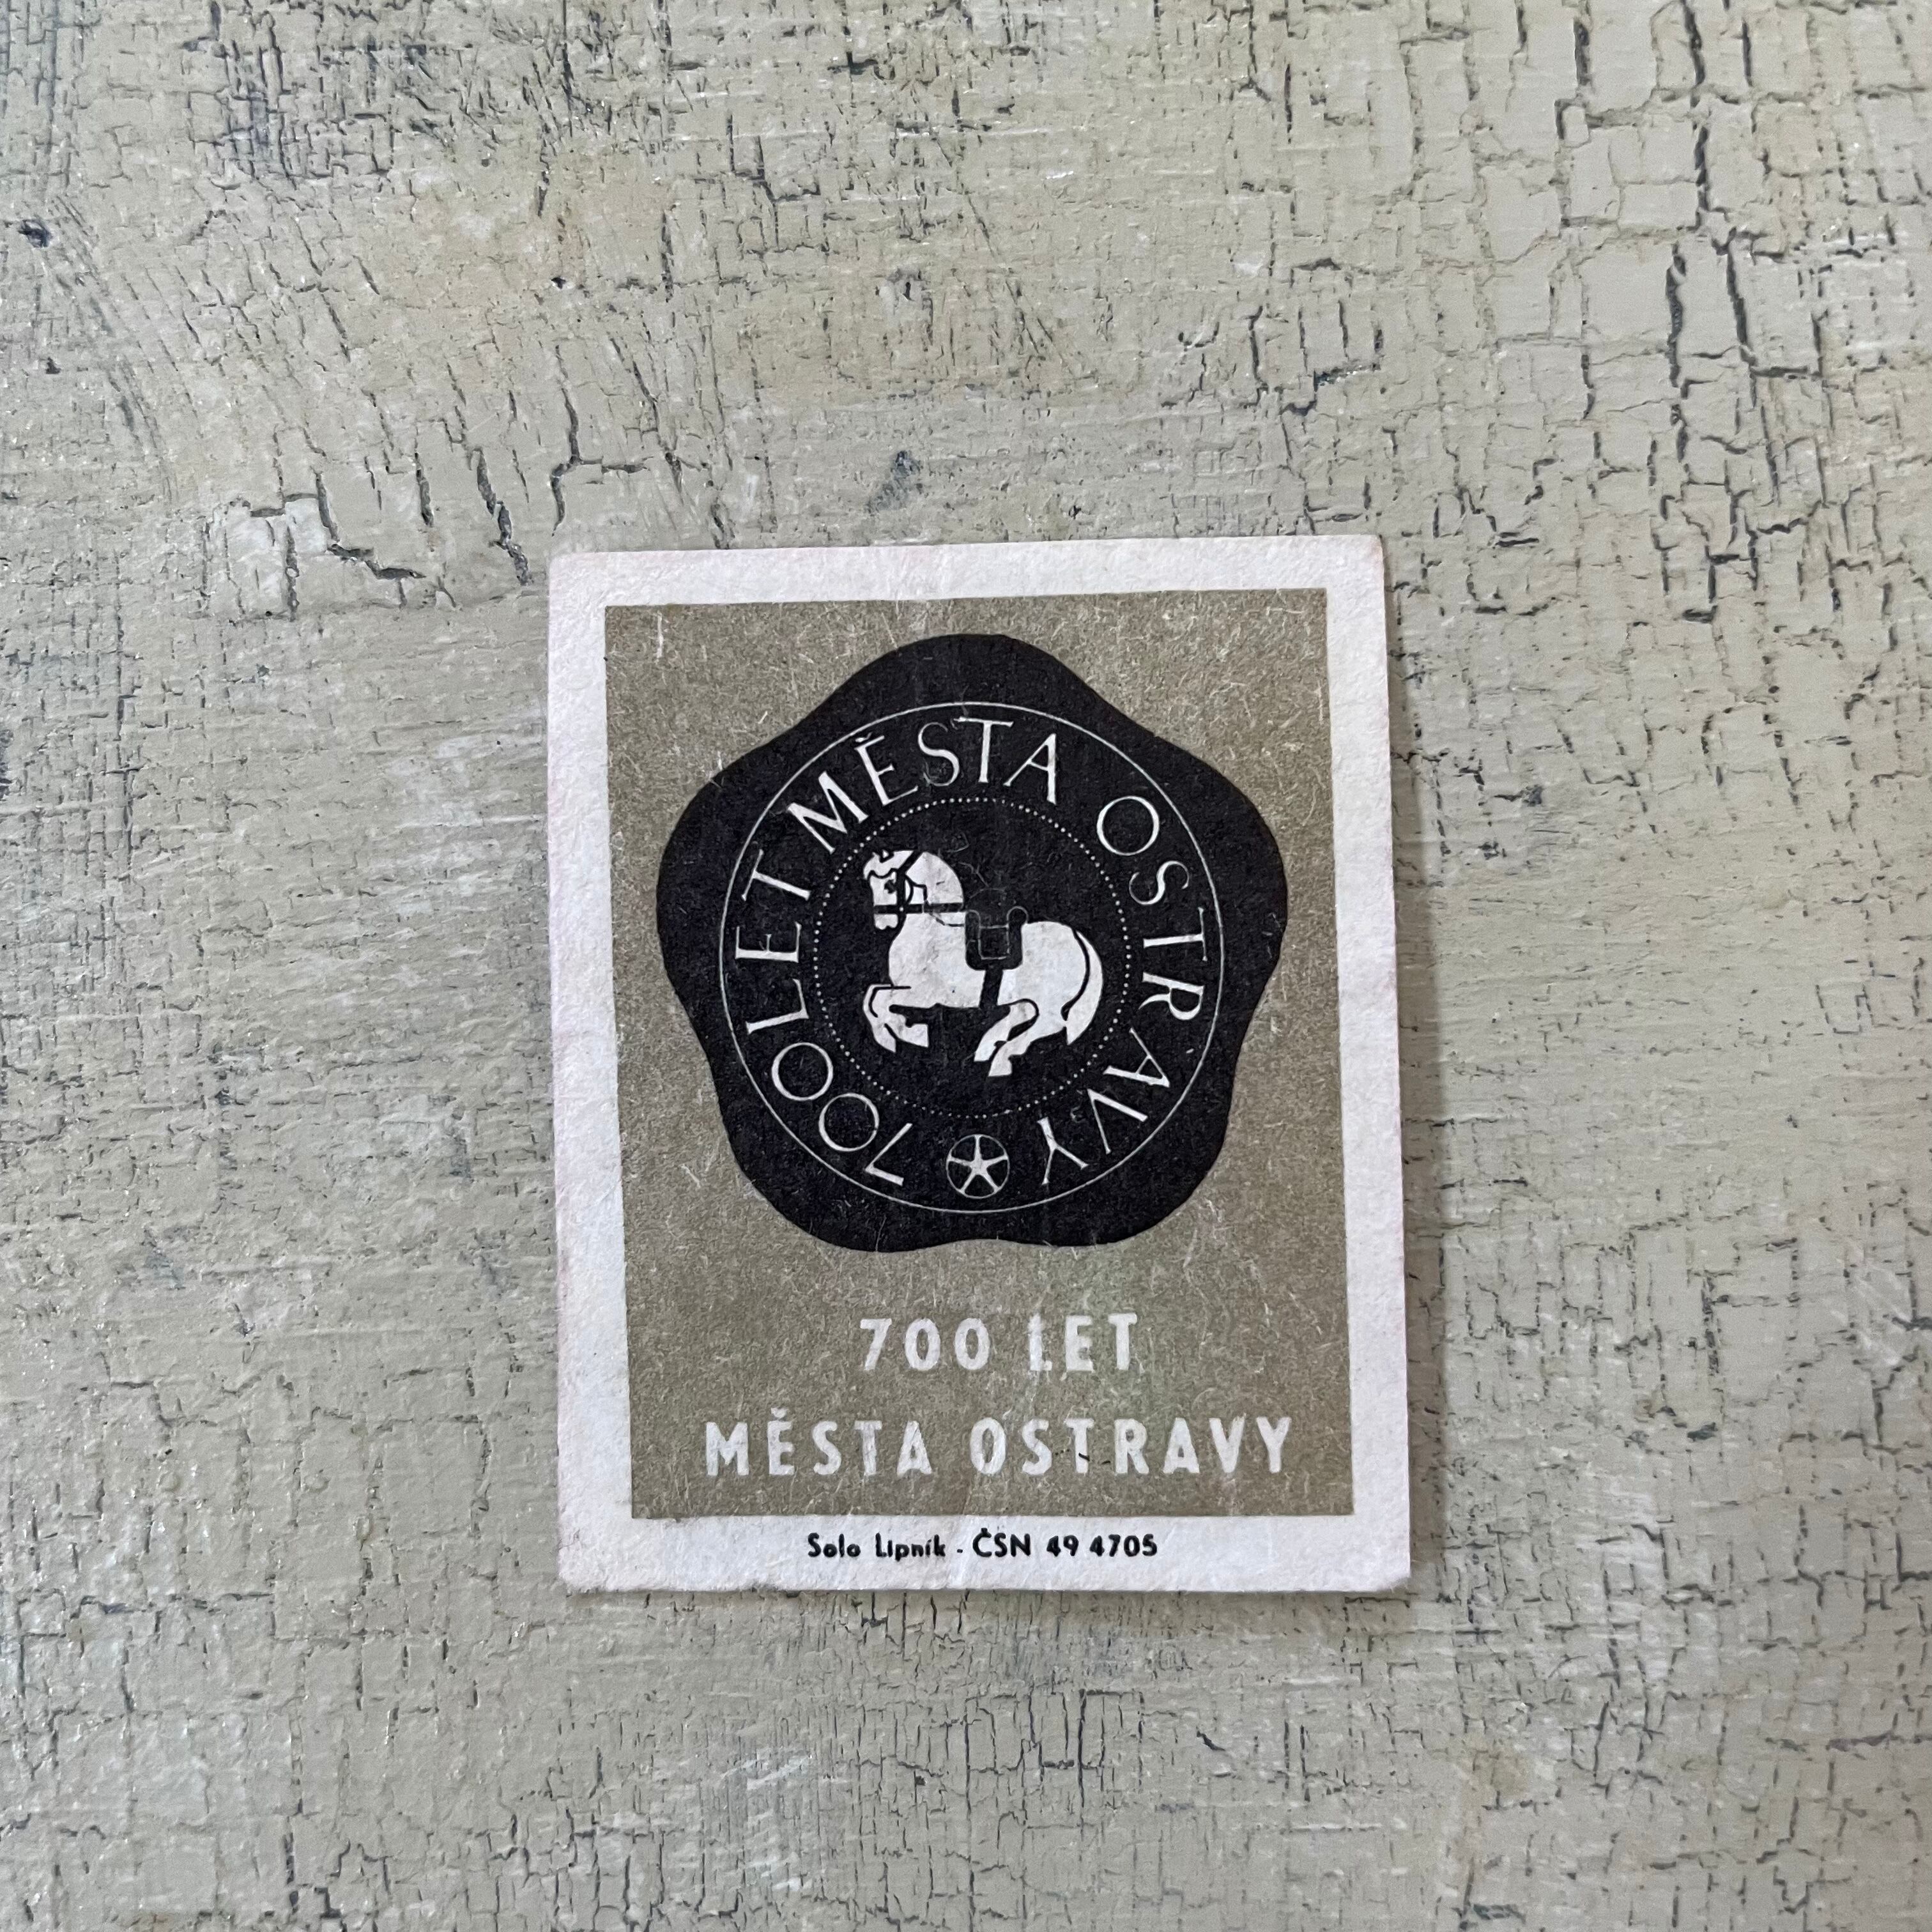 700 LET MĚSTA OSTRAVY
700 LET
MĚSTA OSTRAVY
Solo Lipník - ČSN 49 4705